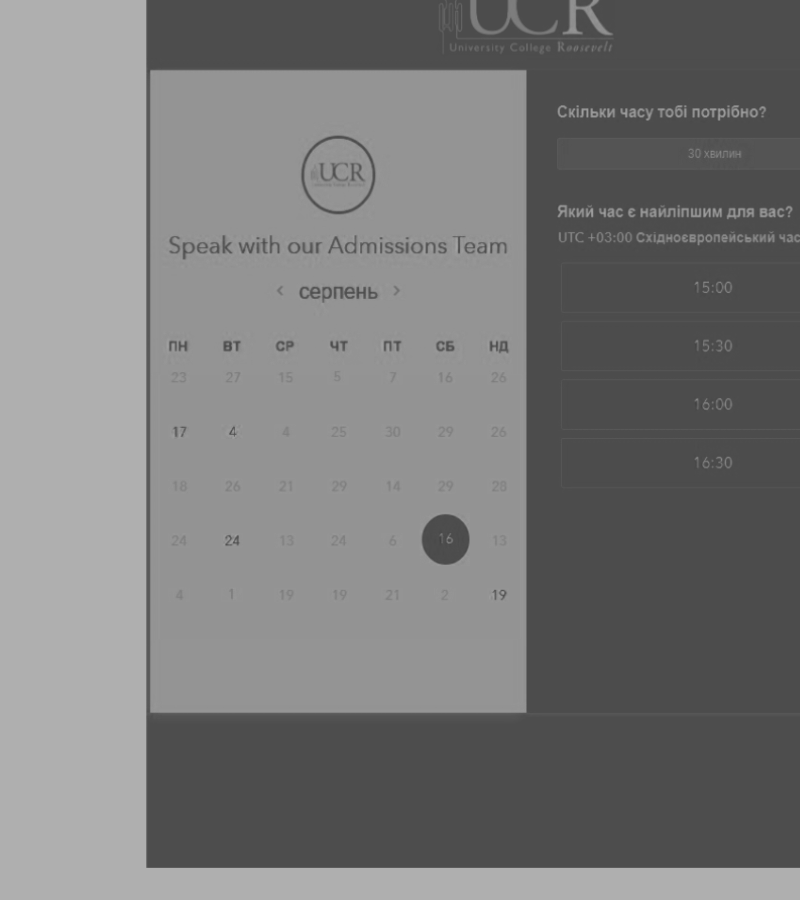 UCR
University College Roosevelt
UCR
Speak with our Admissions Team
< серпень >
ПН ВТ СР ЧТ ПТ СБ НД
23 27 15 5 7 16 26
17 4 4 25 30 29 26
18 26 21 29 14 29 28
24 24 13 24 6 16 13
4 1 19 19 21 2 19
Скільки часу тобі потрібно?
30 хвилин
Який час є найліпшим для вас?
UTC +03:00 Східноєвропейський час
15:00
15:30
16:00
16:30